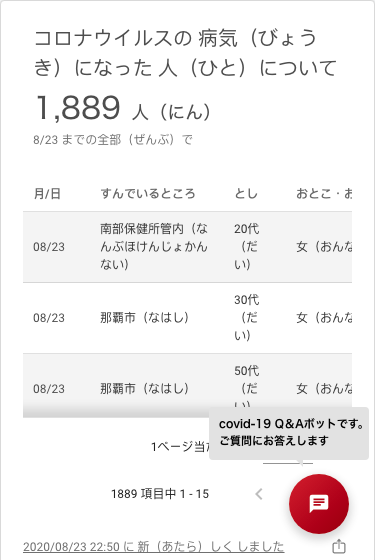 コロナウイルスの 病気（びょう
き）になった 人（ひと）について
1,889 人（にん）
8/23 までの全部（ぜんぶ）で
月/日 すんでいるところ とし おとこ・お
08/23 南部保健所管内（な
んぶほけんじょかん
ない） 20代
（だ
い） 女（おんな
08/23 那覇市（なはし） 30代
（だ
い） 女（おんな
08/23 那覇市（なはし） 50代
（だ
い） 女（おんな
1ページ当た
covid-19 Q&Aボットです。
ご質問にお答えします
1889 項目中 1 - 15
2020/08/23 22:50 に 新（あたら）しく しました